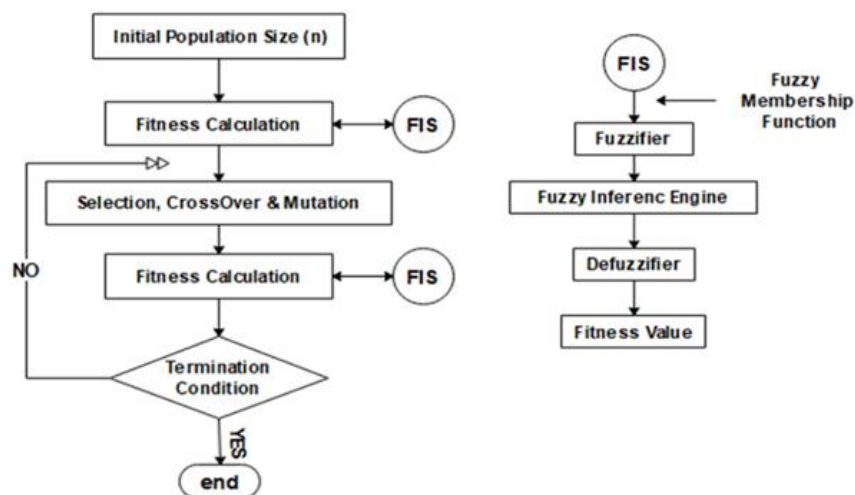 Initial Population Size (n)
Fitness Calculation
FIS
Selection, CrossOver & Mutation
NO
Fitness Calculation
FIS
Termination
Condition
YES
end
FIS
Fuzzy
Membership
Function
Fuzzifier
Fuzzy Inferenc Engine
Defuzzifier
Fitness Value